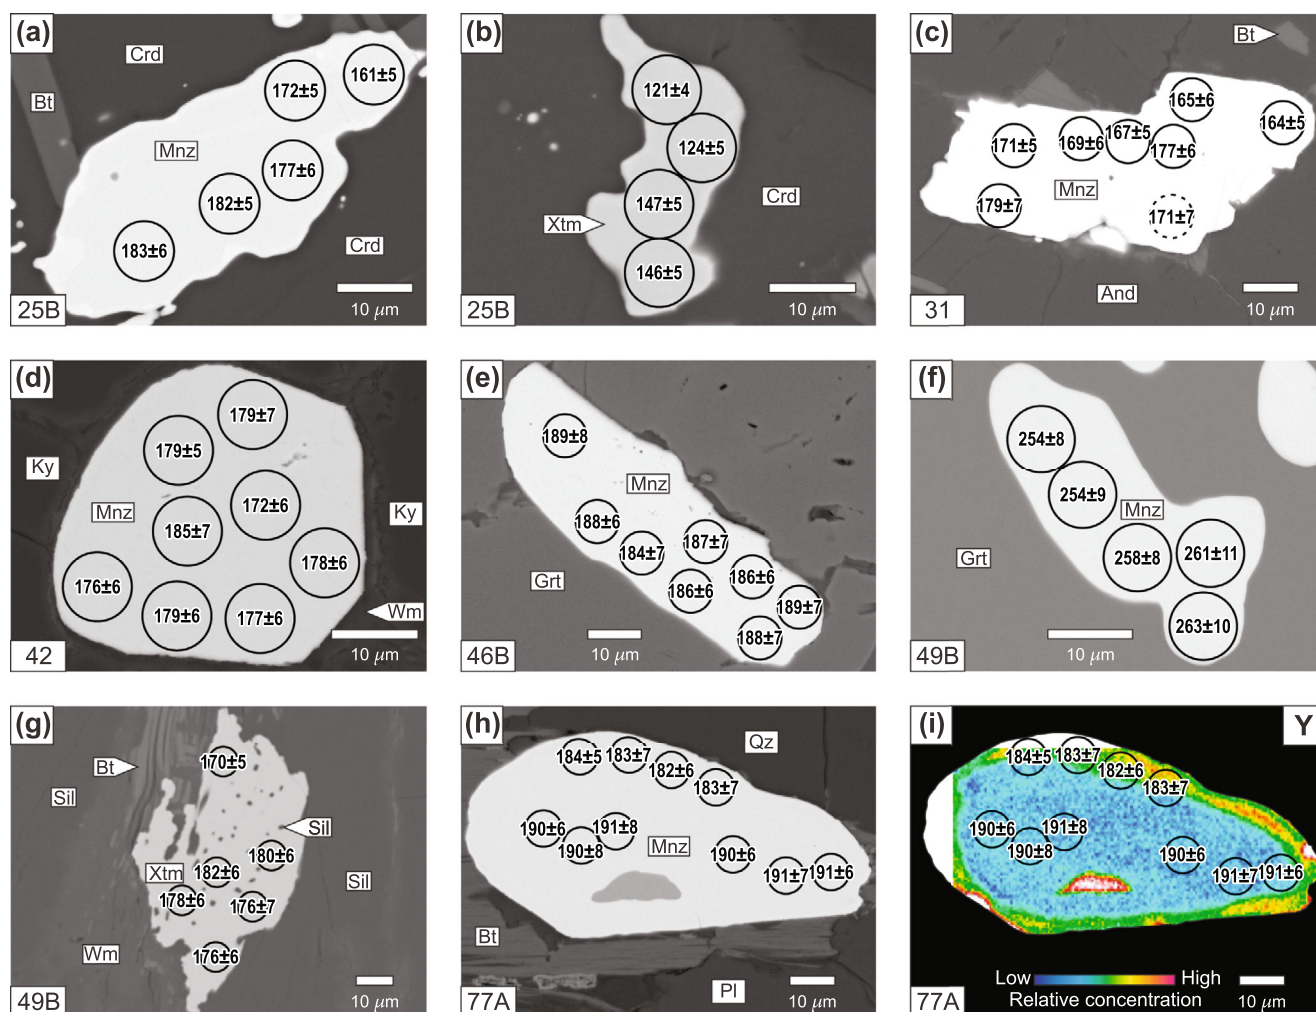 (a)
Crd
161±5
172±5
Bt
Mnz
177±6
182±5
183±6
Crd
25B
10 µm
(b)
121±4
124±5
Crd
147±5
Xtm
146±5
25B
10 µm
(c)
Bt
165±6
164±5
167±5
171±5
169±6
177±6
Mnz
179±7
171±7
And
31
10 µm
(d)
179±7
179±5
Ky
172±6
Mnz
Ky
185±7
178±6
176±6
179±6
177±6
Wm
42
10 µm
(e)
189±8
Mnz
188±6
187±7
184±7
Grt
186±6
186±6
189±7
188±7
46B
10 µm
(f)
254±8
254±9
Mnz
Grt
258±8
261±11
263±10
49B
10 µm
(g)
170±5
Bt
Sil
Sil
180±6
Xtm
182±6
Sil
178±6
176±7
Wm
176±6
49B
10 µm
(h)
Qz
184±5
183±7
182±6
183±7
190±6
191±8
190±8
Mnz
190±6
191±7
191±6
Bt
Pl
77A
10 µm
(i)
Y
184±5
183±7
182±6
183±7
190±6
191±8
190±8
190±6
191±7
191±6
Low
High
Relative concentration
77A
10 µm